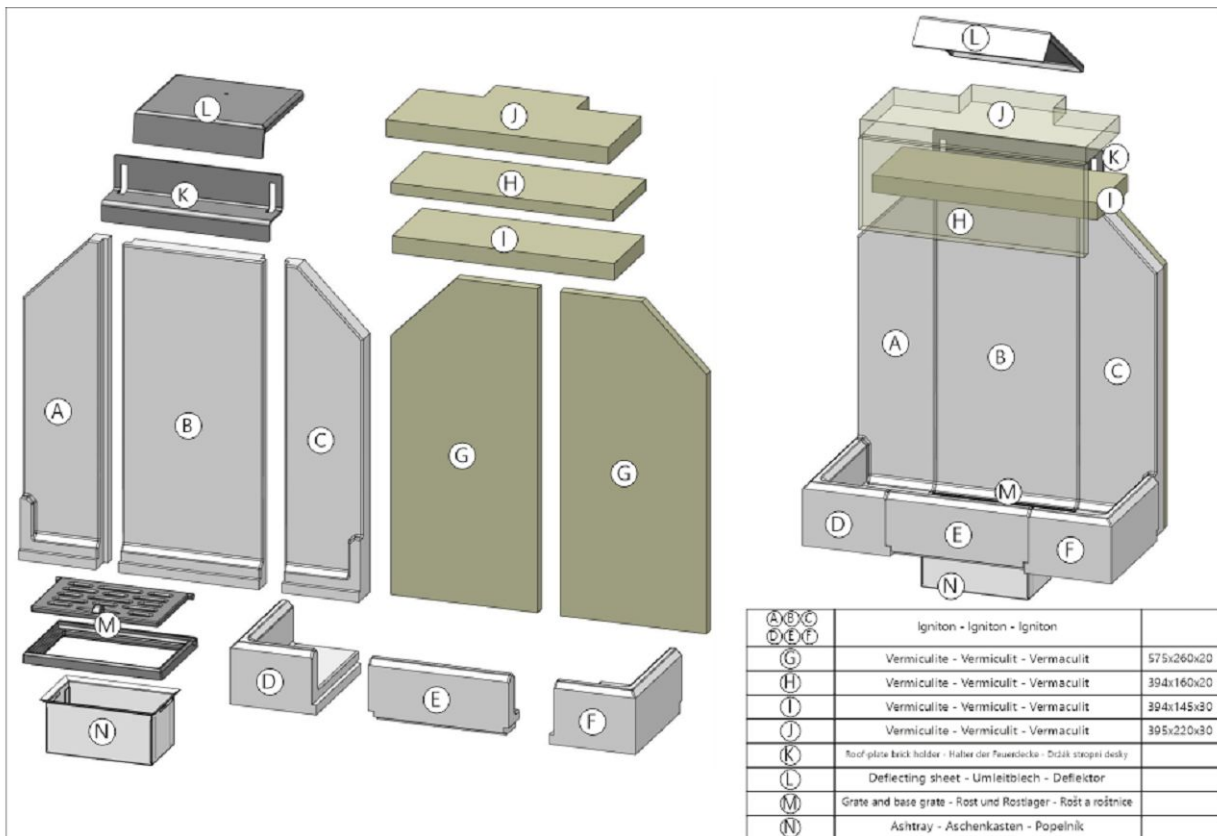 L
L
J
J
K
K
H
I
I
H
A
B
C
G
G
A
B
C
M
M
D
E
F
D
E
F
N
N
A B C
D E F Igniton - Igniton - Igniton
G Vermiculite - Vermiculit - Vermaculit 575x260x20
H Vermiculite - Vermiculit - Vermaculit 394x160x20
I Vermiculite - Vermiculit - Vermaculit 394x145x30
J Vermiculite - Vermiculit - Vermaculit 395x220x30
K Roof-plate brick holder - Halter der Feuerdecke - Držák stropní desky
L Deflecting sheet - Umleitblech - Deflektor
M Grate and base grate - Rost und Rostlager - Rošt a roštnice
N Ashtray - Aschenkasten - Popelník